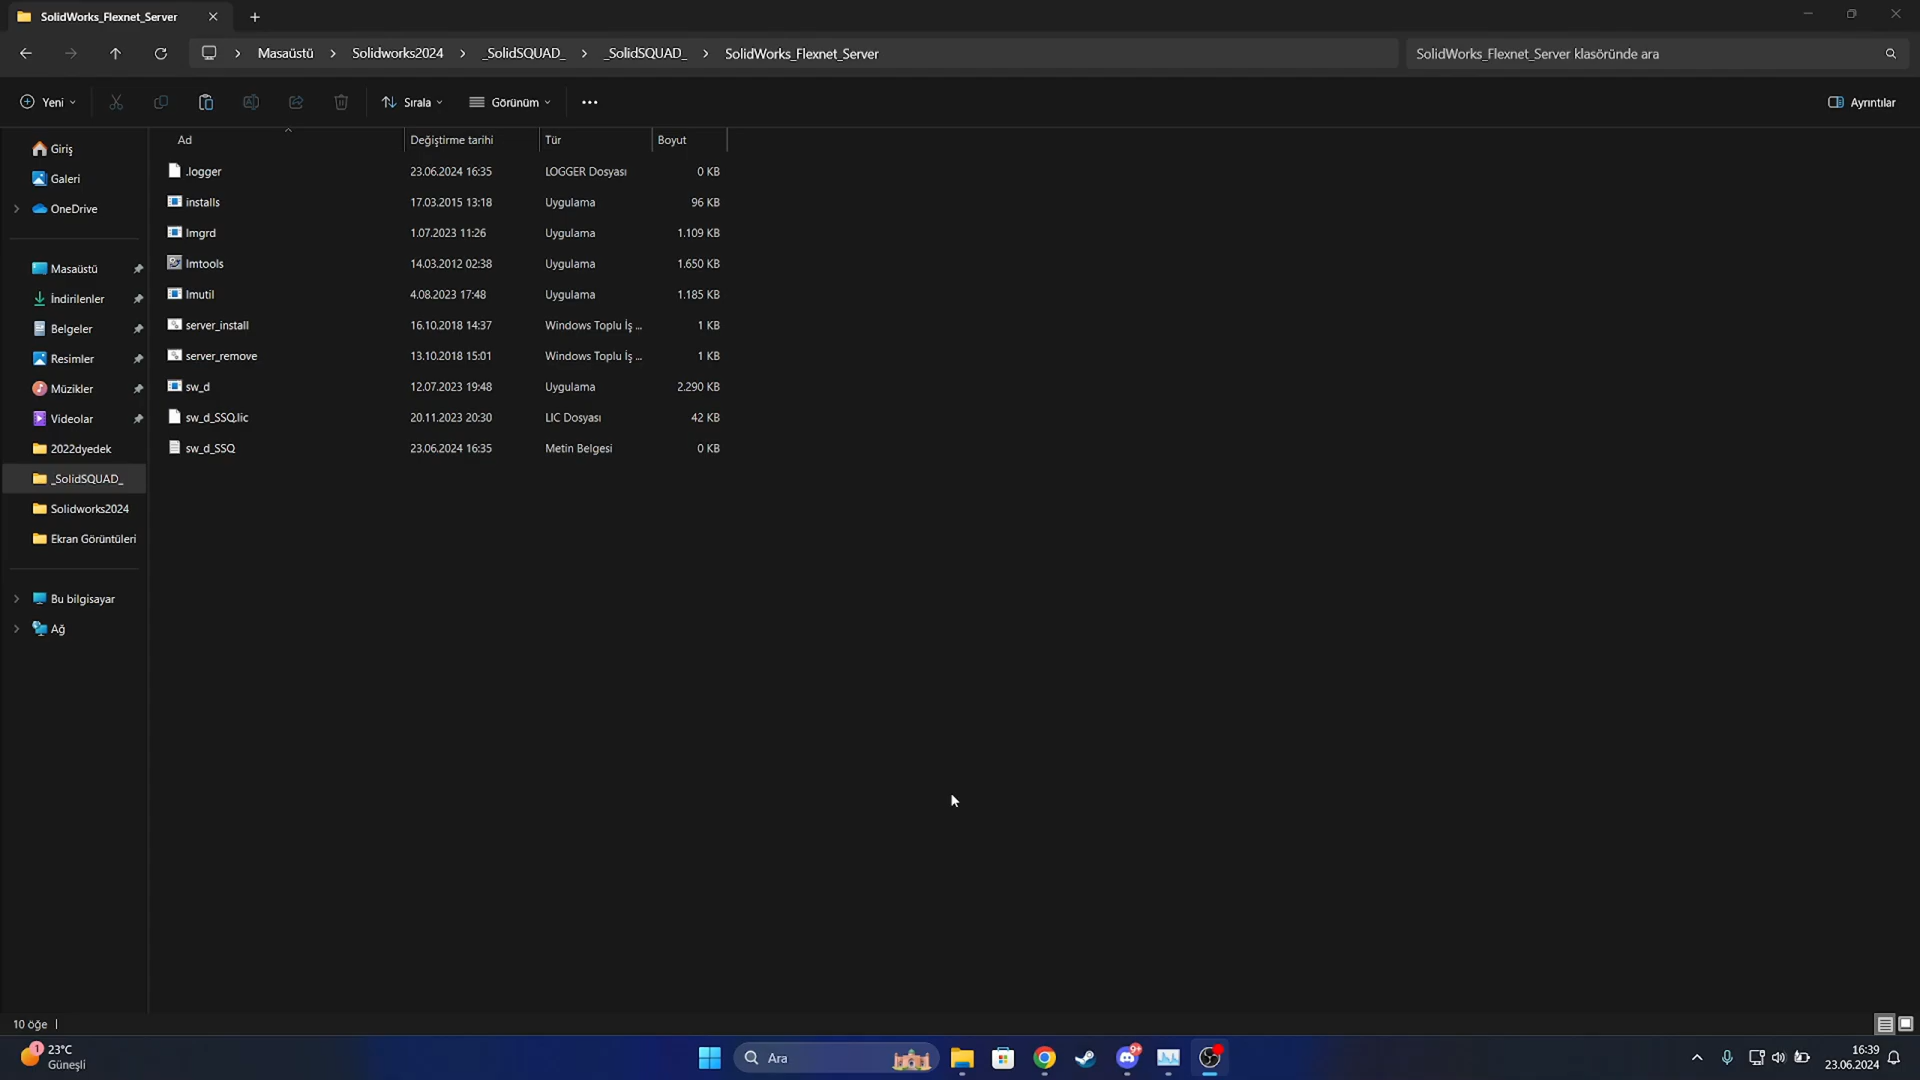 SolidWorks_Flexnet_Server
Masaüstü > Solidworks2024 > _SolidSQUAD_ > _SolidSQUAD_ > SolidWorks_Flexnet_Server
SolidWorks_Flexnet_Server klasöründe ara
Yeni
Sırala
Görünüm
Ayrıntılar
Ad Değiştirme tarihi Tür Boyut
.logger 23.06.2024 16:35 LOGGER Dosyası 0 KB
installs 17.03.2015 13:18 Uygulama 96 KB
lmgrd 1.07.2023 11:26 Uygulama 1.109 KB
lmtools 14.03.2012 02:38 Uygulama 1.650 KB
lmutil 4.08.2023 17:48 Uygulama 1.185 KB
server_install 16.10.2018 14:37 Windows Toplu İş ... 1 KB
server_remove 13.10.2018 15:01 Windows Toplu İş ... 1 KB
sw_d 12.07.2023 19:48 Uygulama 2.290 KB
sw_d_SSQ.lic 20.11.2023 20:30 LIC Dosyası 42 KB
sw_d_SSQ 23.06.2024 16:35 Metin Belgesi 0 KB
Giriş
Galeri
OneDrive
Masaüstü
İndirilenler
Belgeler
Resimler
Müzikler
Videolar
2022dyedek
_SolidSQUAD_
Solidworks2024
Ekran Görüntüleri
Bu bilgisayar
Ağ
10 öğe
1
23°C
Güneşli
Ara
9+
16:39
23.06.2024